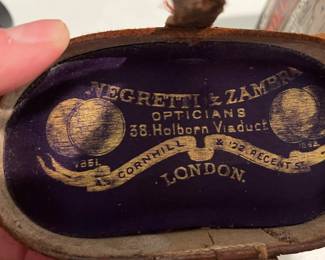 NEGRETTI & ZAMBRA
OPTICIANS
38. Holborn Viaduct
1851. 1862.
CORNHILL & 122. REGENT St
LONDON.